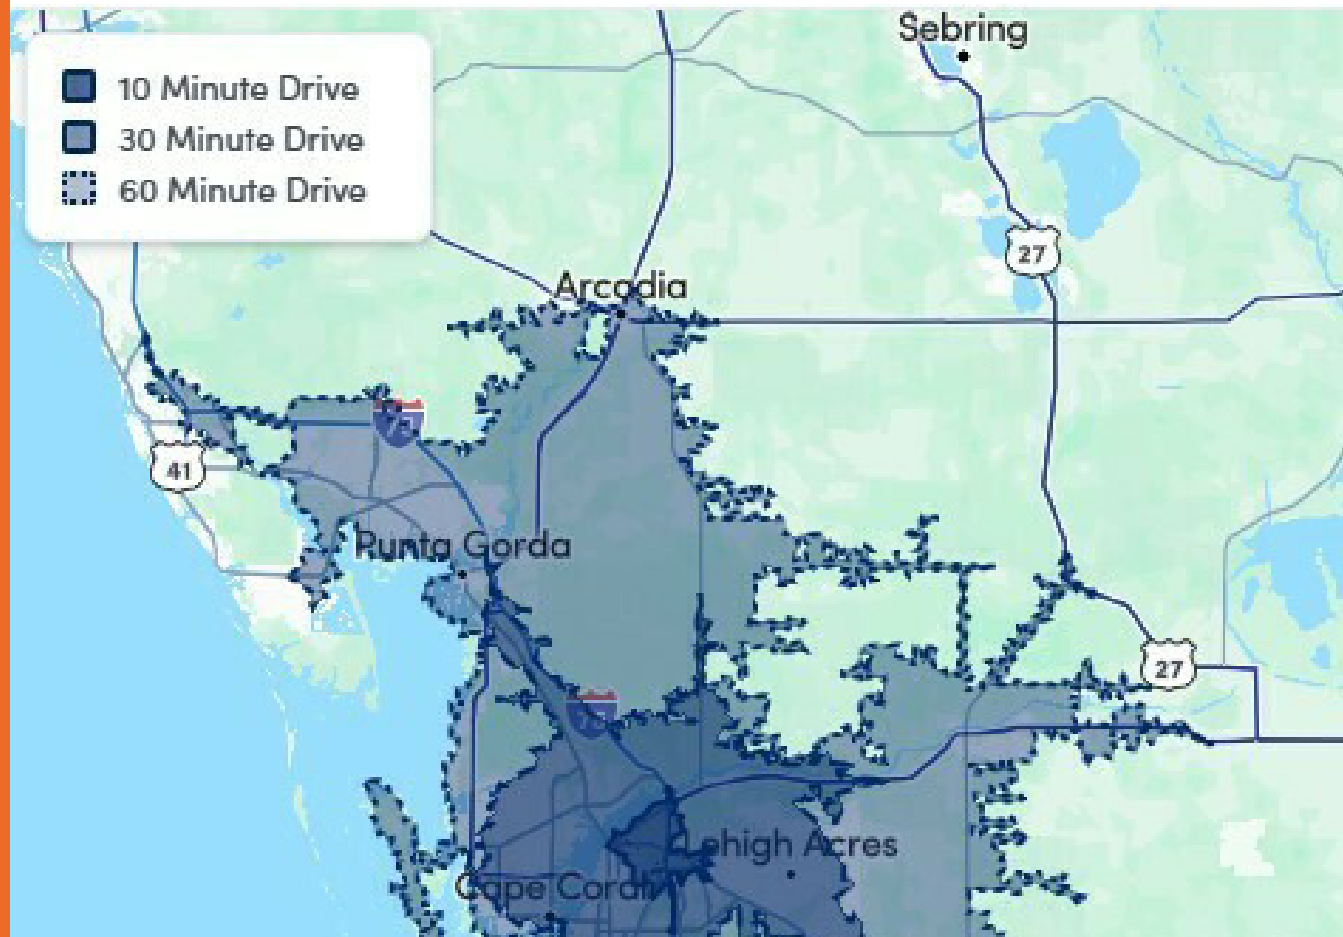 10 Minute Drive
30 Minute Drive
60 Minute Drive
Sebring
27
Arcadia
41
Punta Gorda
27
Lehigh Acres
Cape Coral